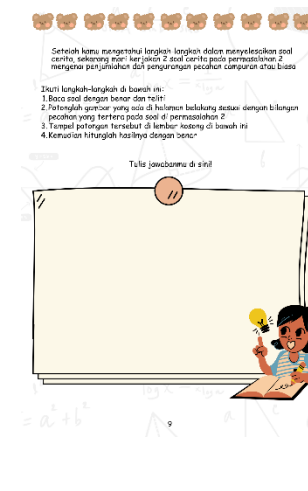 Setelah kamu mengetahui langkah langkah dalam menyelesaikan soal
cerita, sekarang mari kerjakan 2 soal cerita pada permasalahan 2
mengenai penjumlahan dan pengurangan pecahan campuran atau biasa
Ikuti langkah-langkah di bawah ini:
1. Baca soal dengan benar dan teliti
2. Potonglah gambar yang ada di halaman belakang sesuai dengan bilangan
pecahan yang tertera pada soal di permasalahan 2
3. Tempel potongan tersebut di lembar kosong di bawah ini
4. Kemudian hitunglah hasilnya dengan benar
Tulis jawabanmu di sini!
= a² + b²
9